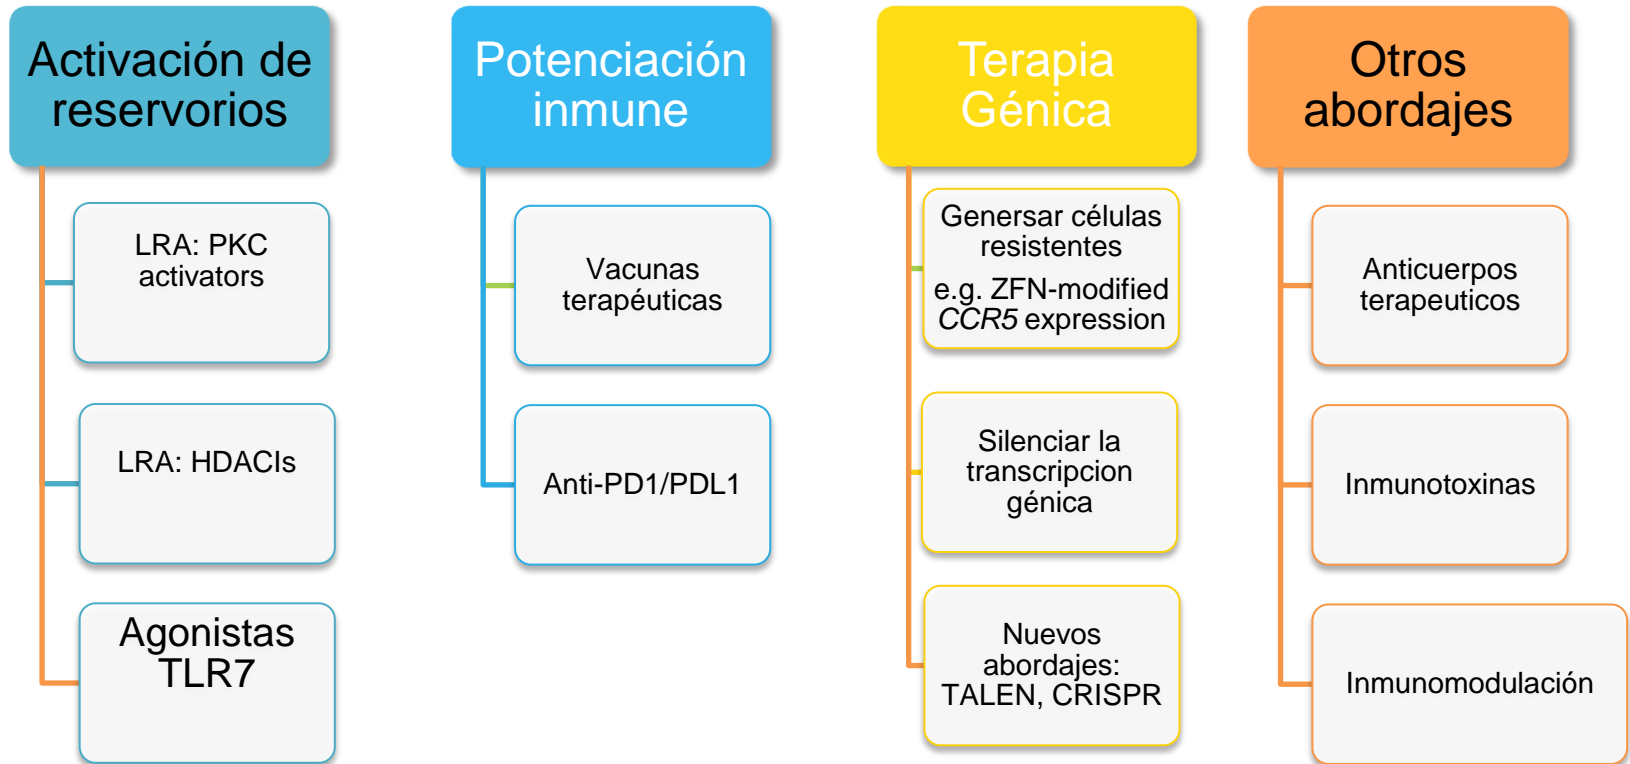 Activación de
reservorios
LRA: PKC
activators
LRA: HDACIs
Agonistas
TLR7
Potenciación
inmune
Vacunas
terapéuticas
Anti-PD1/PDL1
Terapia
Génica
Genersar células
resistentes
e.g. ZFN-modified
CCR5 expression
Silenciar la
transcripcion
génica
Nuevos
abordajes:
TALEN, CRISPR
Otros
abordajes
Anticuerpos
terapeuticos
Inmunotoxinas
Inmunomodulación